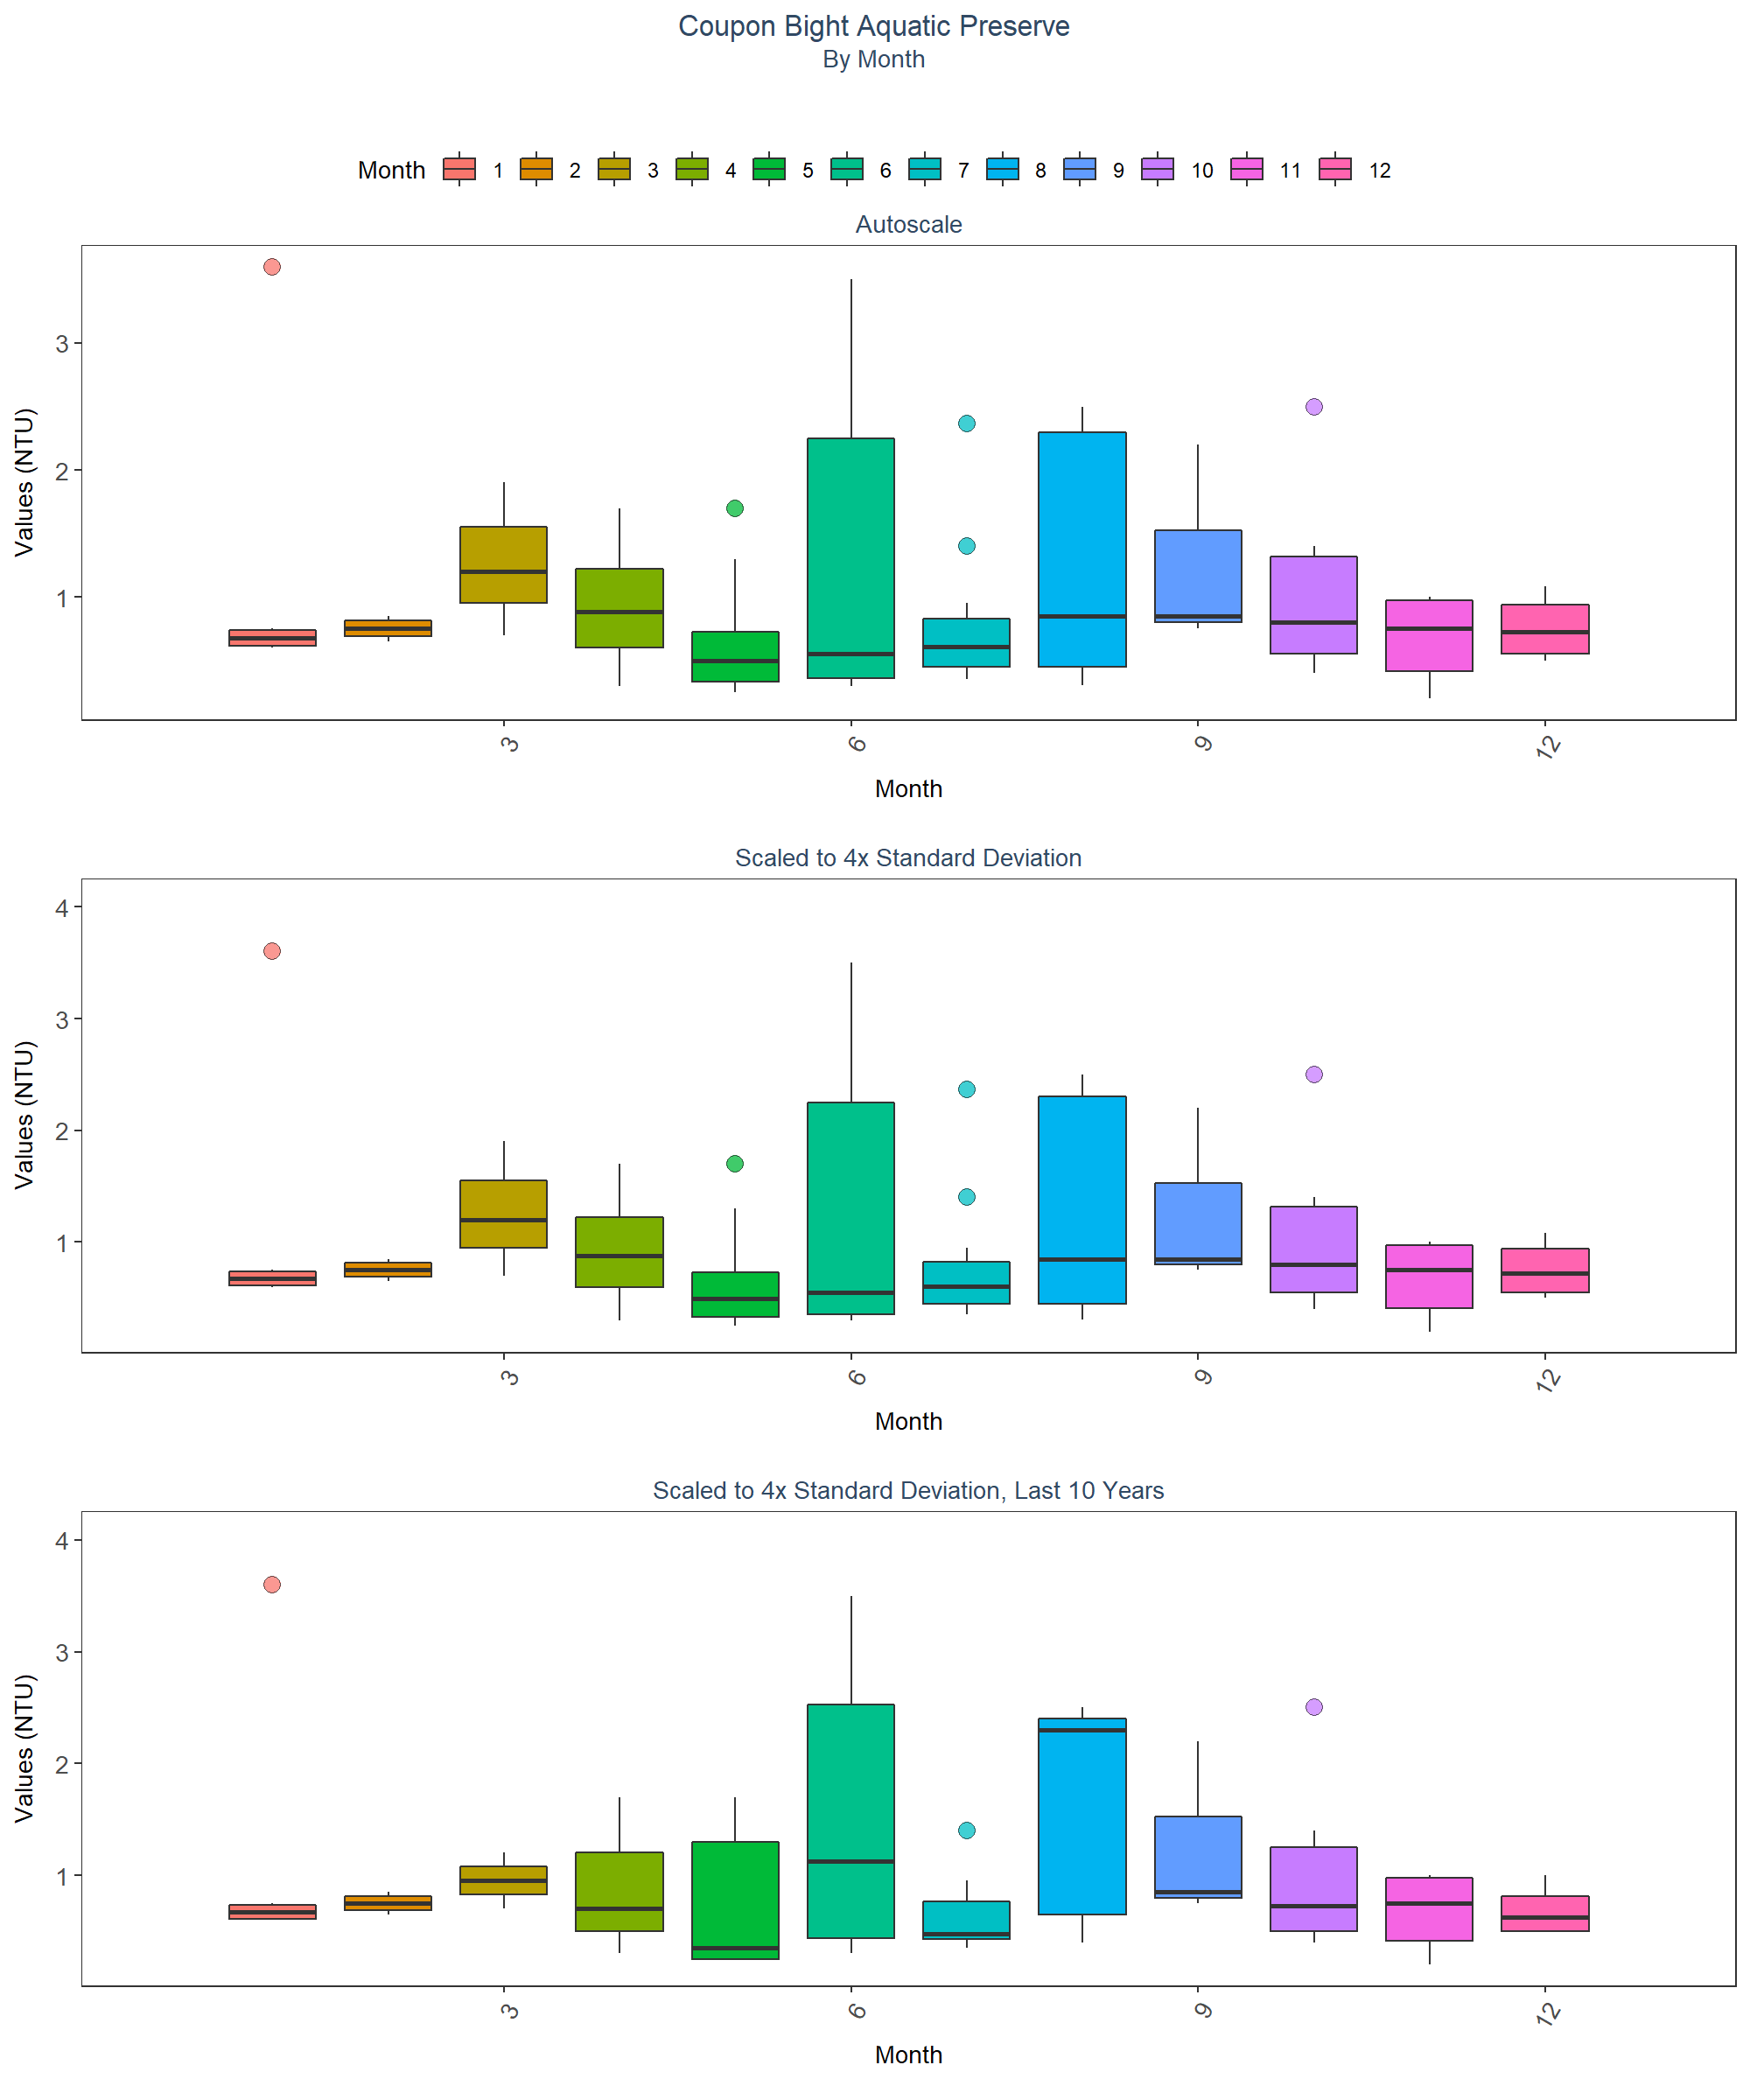 Coupon Bight Aquatic Preserve
By Month
Month 1 2 3 4 5 6 7 8 9 10 11 12
Autoscale
Values (NTU)
3
2
1
3 6 9 12
Month
Scaled to 4x Standard Deviation
Values (NTU)
4
3
2
1
3 6 9 12
Month
Scaled to 4x Standard Deviation, Last 10 Years
Values (NTU)
4
3
2
1
3 6 9 12
Month